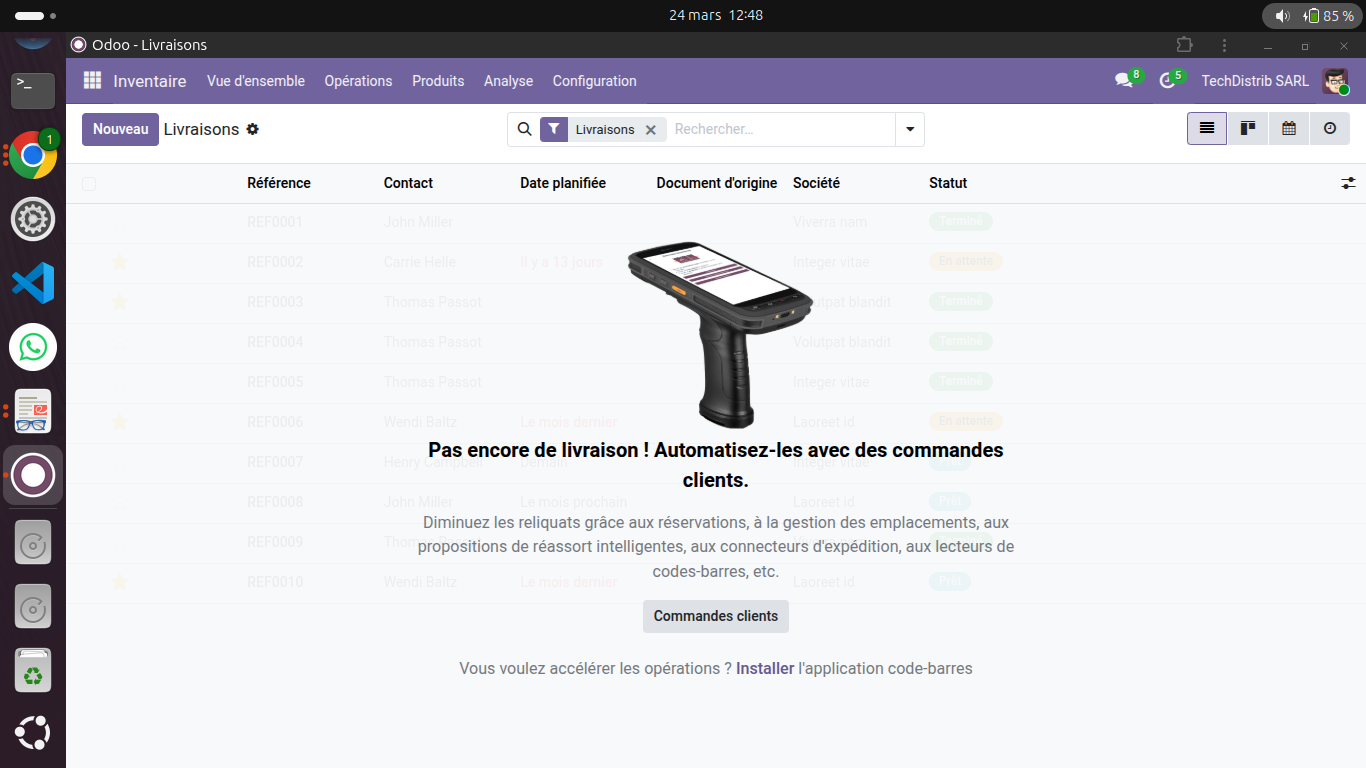 24 mars 12:48
85 %
Odoo - Livraisons
Inventaire Vue d'ensemble Opérations Produits Analyse Configuration 8 5 TechDistrib SARL
Nouveau Livraisons Livraisons Rechercher...
Référence Contact Date planifiée Document d'origine Société Statut
REF0001 John Miller Viverra nam Terminé
REF0002 Carrie Helle Il y a 13 jours Integer vitae En attente
REF0003 Thomas Passot blandit Terminé
REF0004 Thomas Passot Volutpat blandit Terminé
REF0005 Thomas Passot Integer vitae Terminé
REF0006 Wendi Baltz Le mois dernier Laoreet id En attente
REF0007 Henry Campbell Demain Integer vitae
Pas encore de livraison ! Automatisez-les avec des commandes
clients.
REF0008 John Miller Le mois prochain Laoreet id Prêt
Diminuez les reliquats grâce aux réservations, à la gestion des emplacements, aux
REF0009
propositions de réassort intelligentes, aux connecteurs d'expédition, aux lecteurs de
codes-barres, etc.
REF0010 Wendi Baltz Le mois dernier Laoreet id Prêt
Commandes clients
Vous voulez accélérer les opérations ? Installer l'application code-barres
>_
1